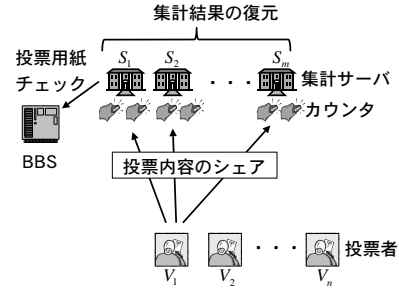 集計結果の復元
投票用紙
チェック
S1 S2 ・・・ Sm
集計サーバ
カウンタ
BBS
投票内容のシェア
・・・
投票者
V1 V2 Vn